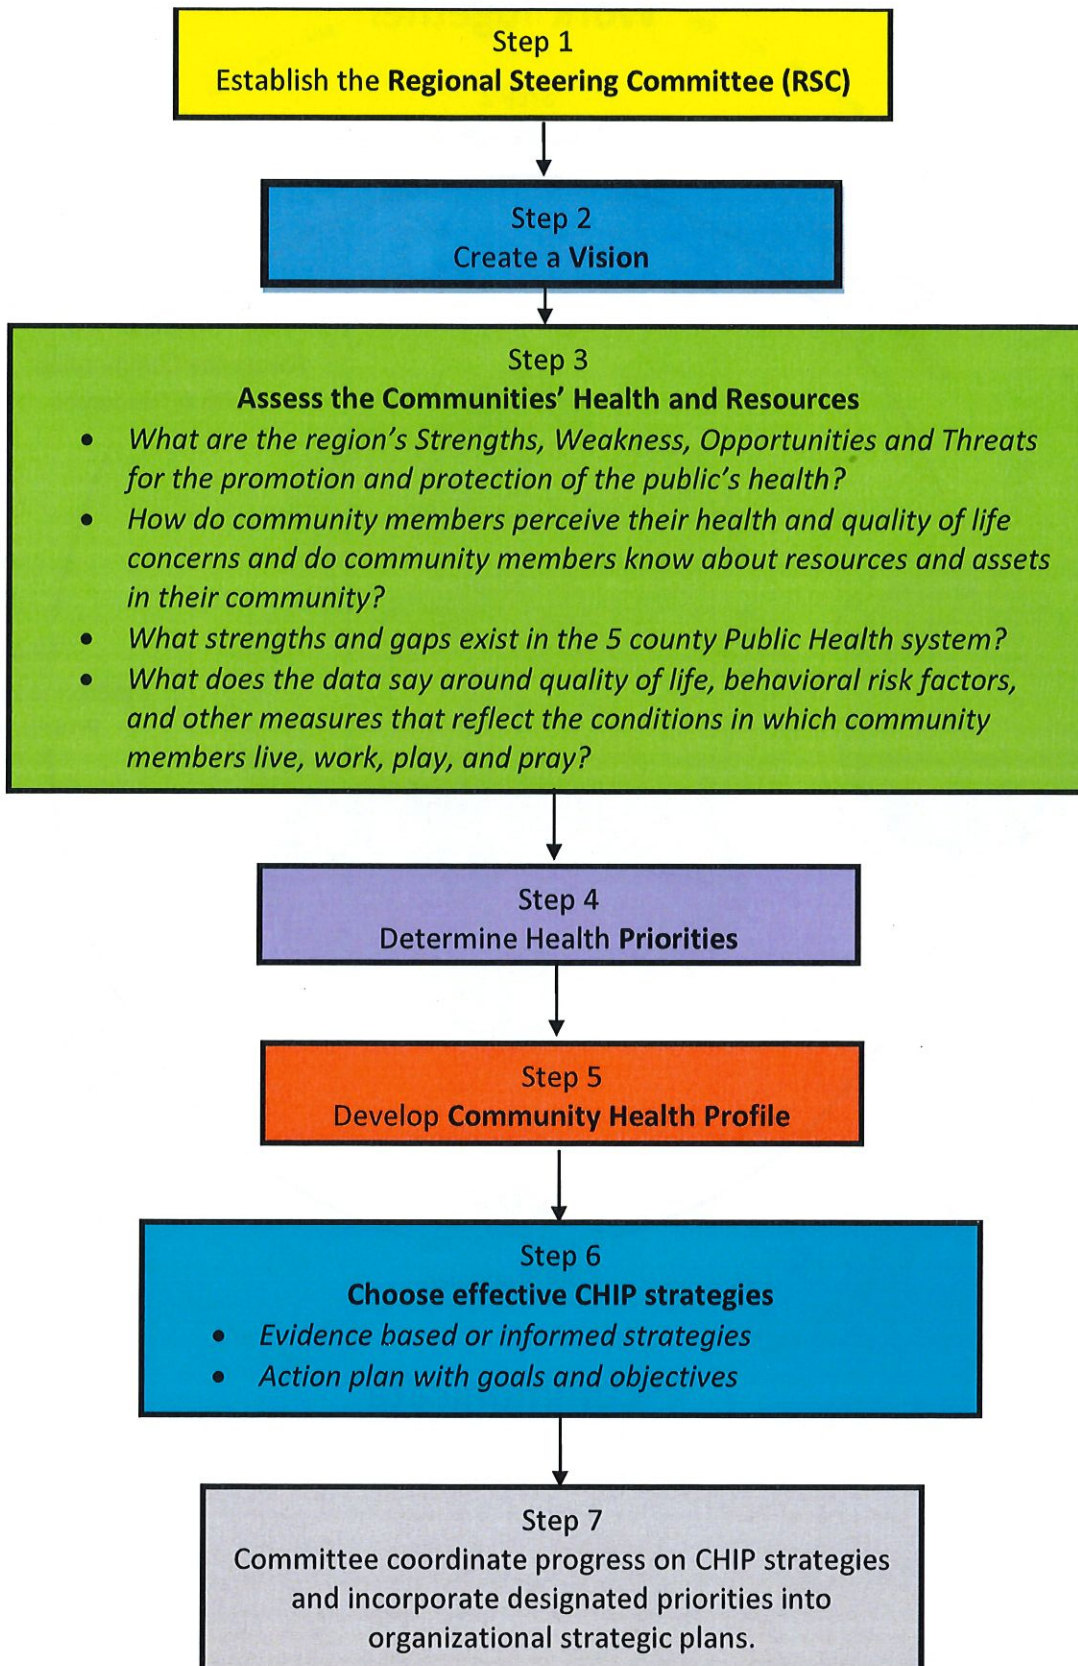 Step 1
Establish the Regional Steering Committee (RSC)
Step 2
Create a Vision
Step 3
Assess the Communities’ Health and Resources
• What are the region’s Strengths, Weakness, Opportunities and Threats
for the promotion and protection of the public’s health?
• How do community members perceive their health and quality of life
concerns and do community members know about resources and assets
in their community?
• What strengths and gaps exist in the 5 county Public Health system?
• What does the data say around quality of life, behavioral risk factors,
and other measures that reflect the conditions in which community
members live, work, play, and pray?
Step 4
Determine Health Priorities
Step 5
Develop Community Health Profile
Step 6
Choose effective CHIP strategies
• Evidence based or informed strategies
• Action plan with goals and objectives
Step 7
Committee coordinate progress on CHIP strategies
and incorporate designated priorities into
organizational strategic plans.